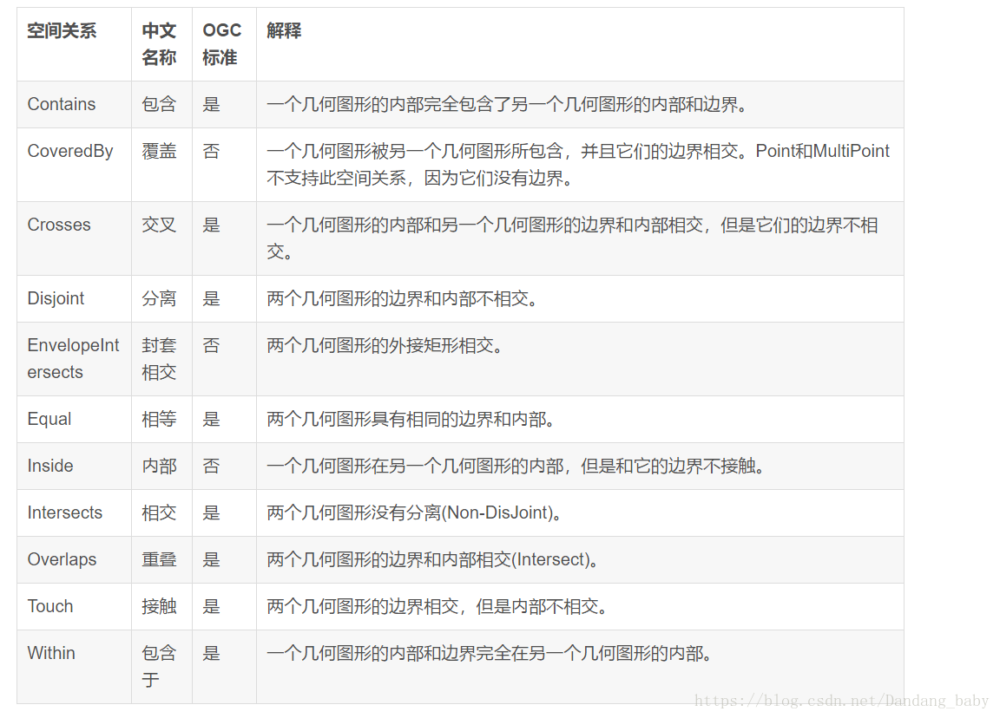 空间关系 中文名称 OGC标准 解释
Contains 包含 是 一个几何图形的内部完全包含了另一个几何图形的内部和边界。
CoveredBy 覆盖 否 一个几何图形被另一个几何图形所包含，并且它们的边界相交。Point和MultiPoint
不支持此空间关系，因为它们没有边界。
Crosses 交叉 是 一个几何图形的内部和另一个几何图形的边界和内部相交，但是它们的边界不相
交。
Disjoint 分离 是 两个几何图形的边界和内部不相交。
EnvelopeInt 封套 否 两个几何图形的外接矩形相交。
ersects 相交
Equal 相等 是 两个几何图形具有相同的边界和内部。
Inside 内部 否 一个几何图形在另一个几何图形的内部，但是和它的边界不接触。
Intersects 相交 是 两个几何图形没有分离(Non-DisJoint)。
Overlaps 重叠 是 两个几何图形的边界和内部相交(Intersect)。
Touch 接触 是 两个几何图形的边界相交，但是内部不相交。
Within 包含 是 一个几何图形的内部和边界完全在另一个几何图形的内部。
于
https://blog.csdn.net/Dandang_baby